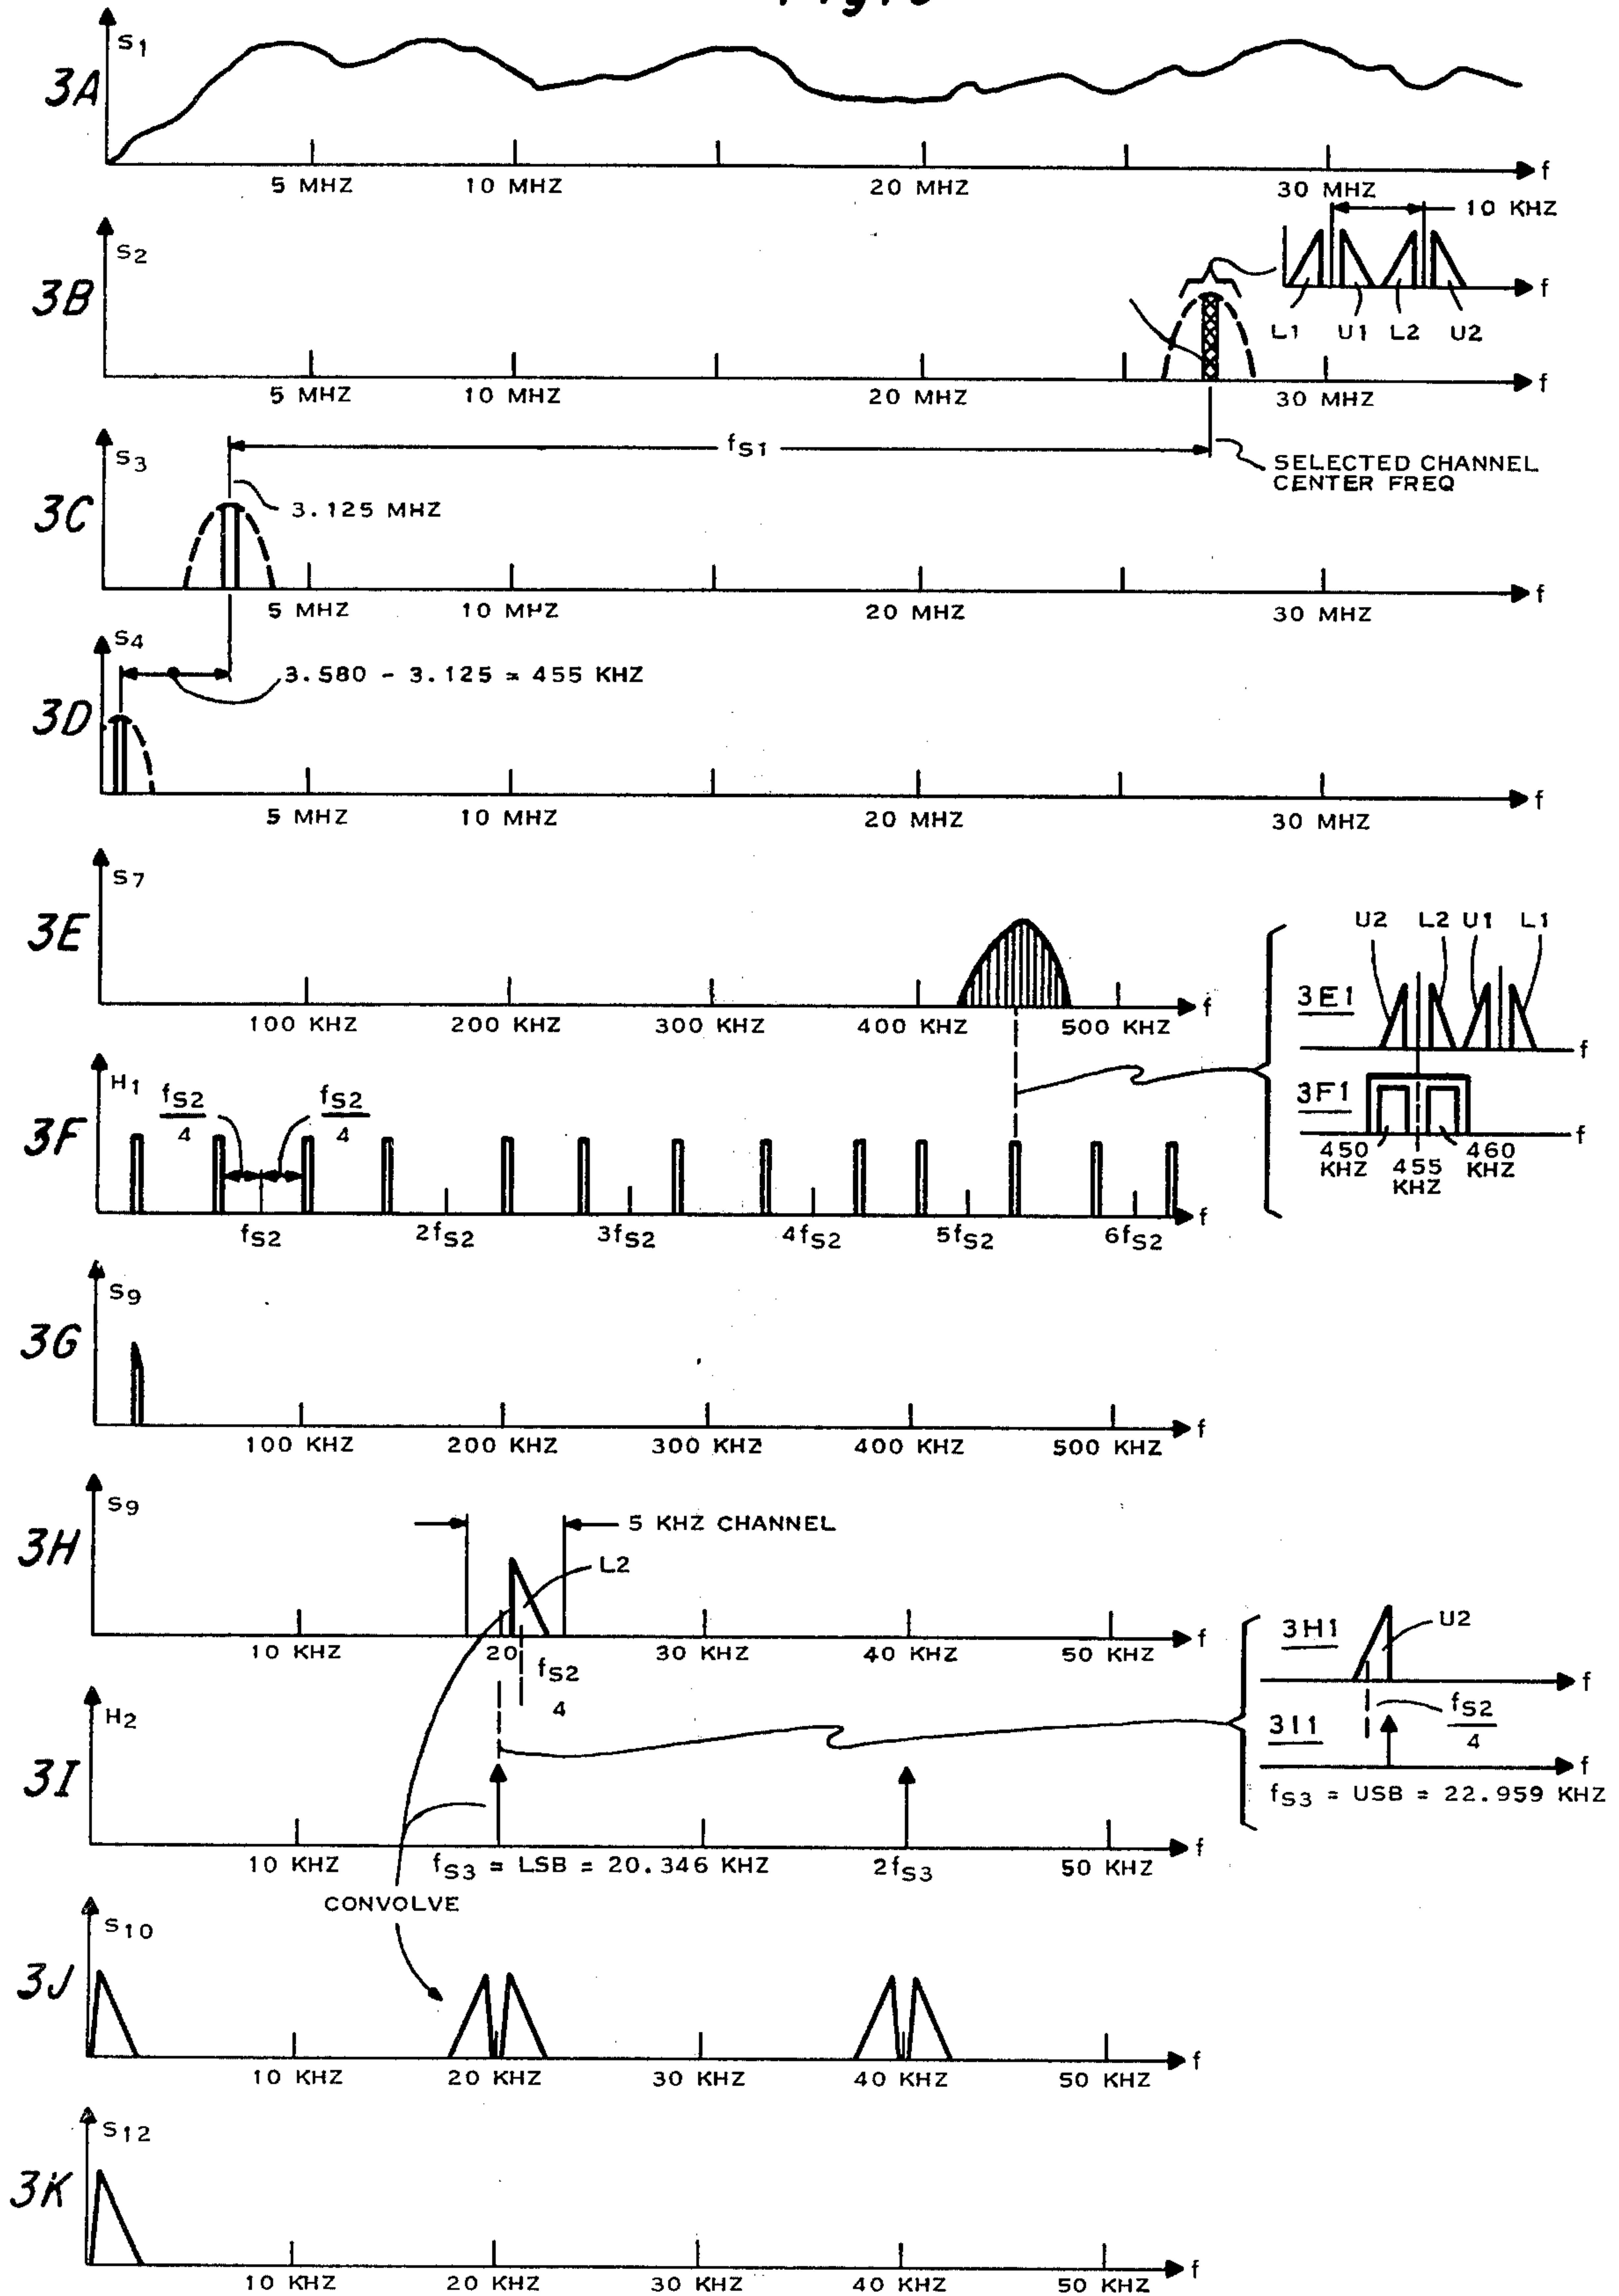 3A
S1
f
5 MHZ 10 MHZ 20 MHZ 30 MHZ
3B
S2
10 KHZ
f
L1 U1 L2 U2
f
5 MHZ 10 MHZ 20 MHZ 30 MHZ
3C
S3
fS1
SELECTED CHANNEL
CENTER FREQ
3.125 MHZ
f
5 MHZ 10 MHZ 20 MHZ 30 MHZ
3D
S4
3.580 - 3.125 = 455 KHZ
f
5 MHZ 10 MHZ 20 MHZ 30 MHZ
3E
S7
f
100 KHZ 200 KHZ 300 KHZ 400 KHZ 500 KHZ
U2 L2 U1 L1
3E1
f
3F1
f
450 KHZ 455 KHZ 460 KHZ
3F
H1
fS2/4 fS2/4
f
fS2 2fS2 3fS2 4fS2 5fS2 6fS2
3G
S9
f
100 KHZ 200 KHZ 300 KHZ 400 KHZ 500 KHZ
3H
S9
5 KHZ CHANNEL
L2
f
10 KHZ 20 30 KHZ 40 KHZ 50 KHZ
fS2/4
3H1
U2
f
fS2/4
3I1
f
fS3 = USB = 22.959 KHZ
3I
H2
f
10 KHZ fS3 = LSB = 20.346 KHZ 2fS3 50 KHZ
CONVOLVE
3J
S10
f
10 KHZ 20 KHZ 30 KHZ 40 KHZ 50 KHZ
3K
S12
f
10 KHZ 20 KHZ 30 KHZ 40 KHZ 50 KHZ